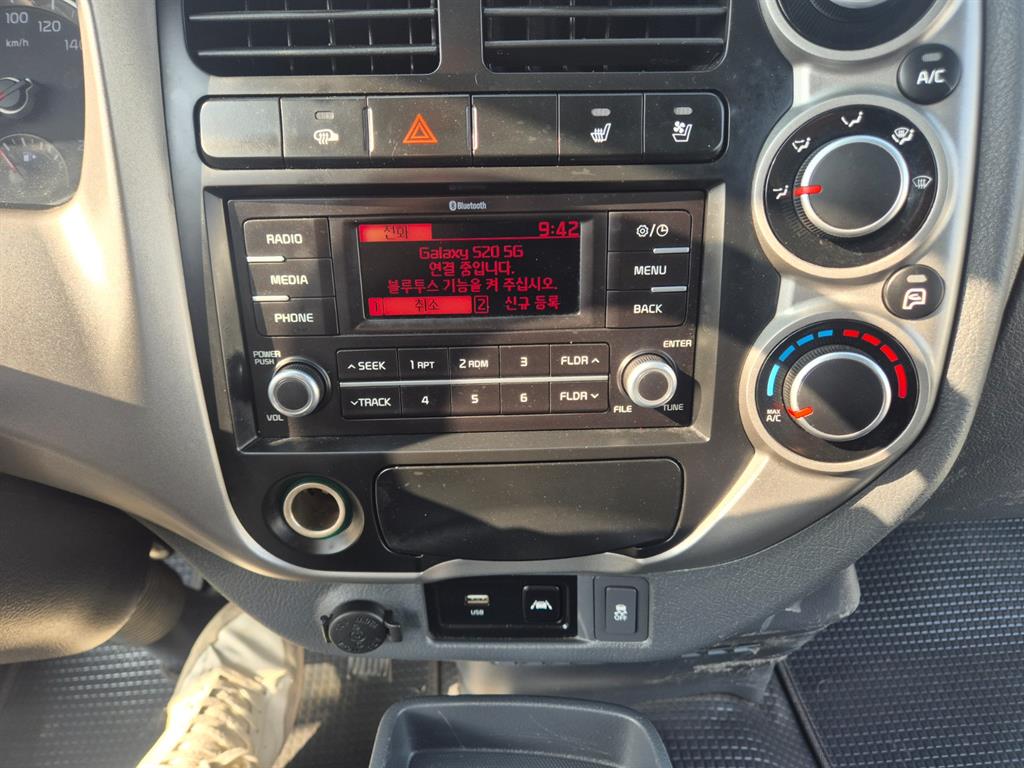 100
120
140
km/h
A/C
Bluetooth
RADIO
MEDIA
PHONE
전화 9:42
Galaxy S20 5G
연결 중입니다.
블루투스 기능을 켜 주십시오.
1 취소 2 신규 등록
MENU
BACK
POWER
PUSH
VOL
SEEK 1 RPT 2 RDM 3 FLDR
TRACK 4 5 6 FLDR
ENTER
FILE TUNE
MAX
A/C
USB
OFF